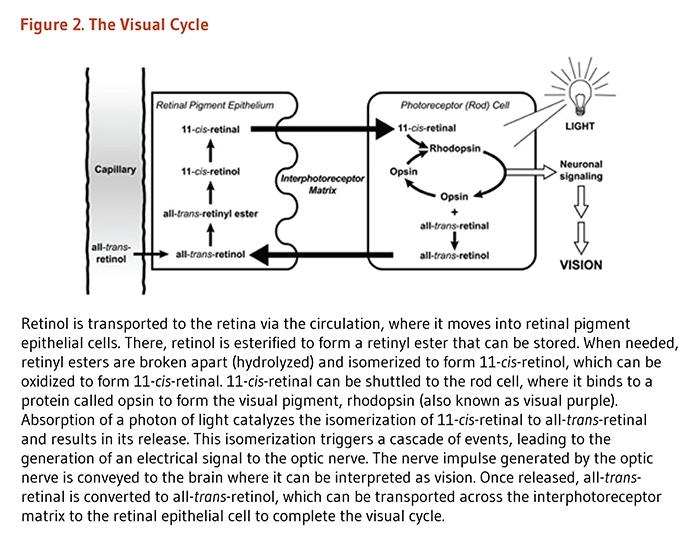 Figure 2. The Visual Cycle
Retinal Pigment Epithelium
Photoreceptor (Rod) Cell
11-cis-retinal
11-cis-retinal
LIGHT
Rhodopsin
Capillary
11-cis-retinol
Interphotoreceptor
Matrix
Opsin
Neuronal
signaling
Opsin
+
all-trans-retinyl ester
all-trans-retinal
all-trans-
retinol
all-trans-retinol
all-trans-retinol
VISION
Retinol is transported to the retina via the circulation, where it moves into retinal pigment
epithelial cells. There, retinol is esterified to form a retinyl ester that can be stored. When needed,
retinyl esters are broken apart (hydrolyzed) and isomerized to form 11-cis-retinol, which can be
oxidized to form 11-cis-retinal. 11-cis-retinal can be shuttled to the rod cell, where it binds to a
protein called opsin to form the visual pigment, rhodopsin (also known as visual purple).
Absorption of a photon of light catalyzes the isomerization of 11-cis-retinal to all-trans-retinal
and results in its release. This isomerization triggers a cascade of events, leading to the
generation of an electrical signal to the optic nerve. The nerve impulse generated by the optic
nerve is conveyed to the brain where it can be interpreted as vision. Once released, all-trans-
retinal is converted to all-trans-retinol, which can be transported across the interphotoreceptor
matrix to the retinal epithelial cell to complete the visual cycle.